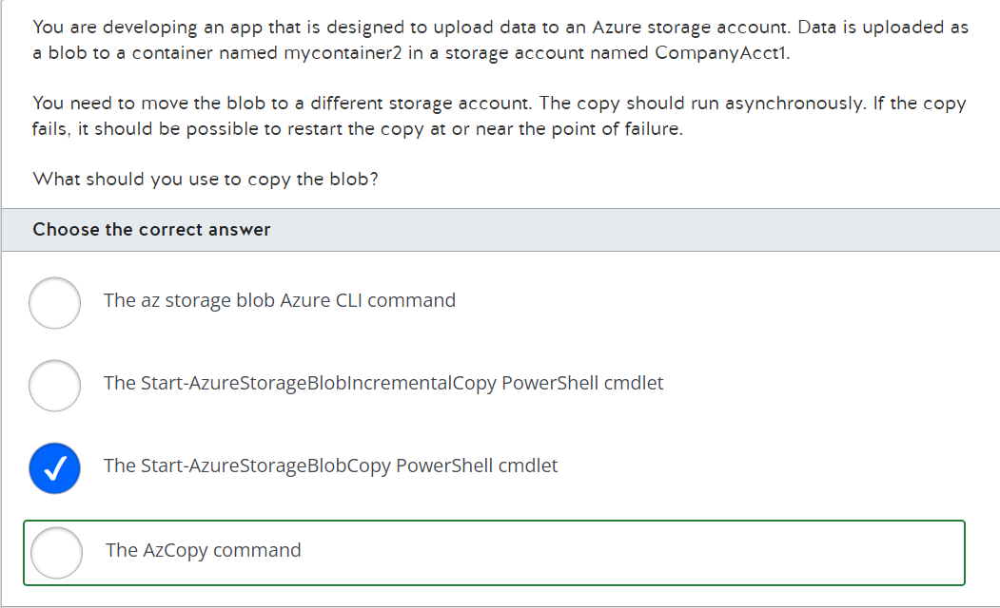 You are developing an app that is designed to upload data to an Azure storage account. Data is uploaded as
a blob to a container named mycontainer2 in a storage account named CompanyAcct1.
You need to move the blob to a different storage account. The copy should run asynchronously. If the copy
fails, it should be possible to restart the copy at or near the point of failure.
What should you use to copy the blob?
Choose the correct answer
The az storage blob Azure CLI command
The Start-AzureStorageBlobIncrementalCopy PowerShell cmdlet
The Start-AzureStorageBlobCopy PowerShell cmdlet
The AzCopy command